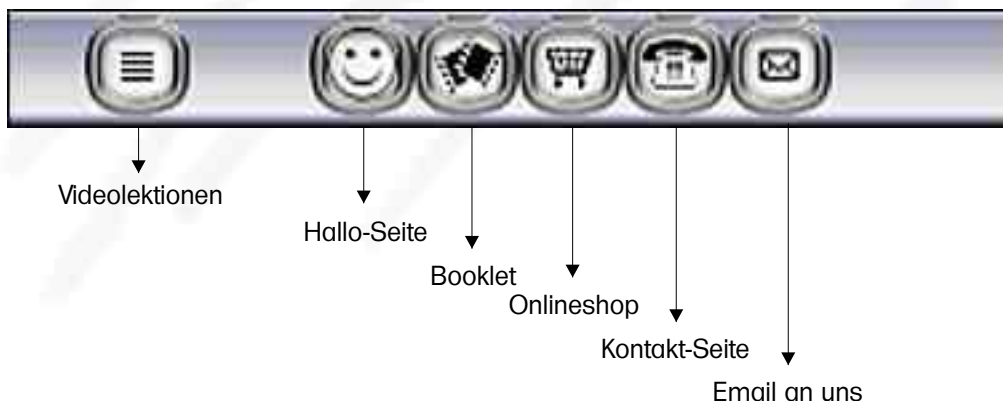 Videolektionen
Hallo-Seite
Booklet
Onlineshop
Kontakt-Seite
Email an uns